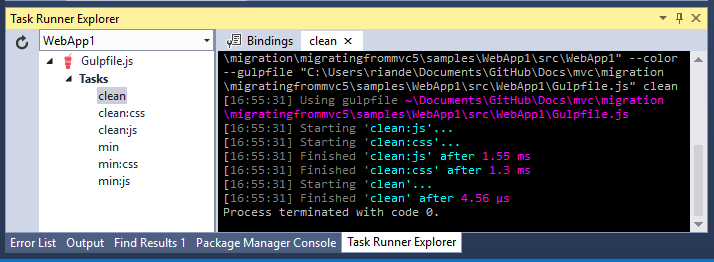 Task Runner Explorer
WebApp1
Gulpfile.js
Tasks
clean
clean:css
clean:js
min
min:css
min:js
Bindings
clean
\migration\migratingfrommvc5\samples\WebApp1\src\WebApp1" --color
--gulpfile "C:\Users\riande\Documents\GitHub\Docs\mvc\migration
\migratingfrommvc5\samples\WebApp1\src\WebApp1\Gulpfile.js" clean
[16:55:31] Using gulpfile ~\Documents\GitHub\Docs\mvc\migration
\migratingfrommvc5\samples\WebApp1\src\WebApp1\Gulpfile.js
[16:55:31] Starting 'clean:js'...
[16:55:31] Starting 'clean:css'...
[16:55:31] Finished 'clean:js' after 1.55 ms
[16:55:31] Finished 'clean:css' after 1.3 ms
[16:55:31] Starting 'clean'...
[16:55:31] Finished 'clean' after 4.56 μs
Process terminated with code 0.
Error List Output Find Results 1 Package Manager Console Task Runner Explorer